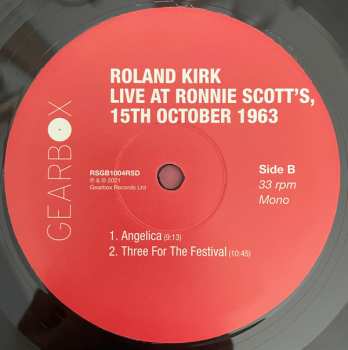 ROLAND KIRK
LIVE AT RONNIE SCOTT'S,
15TH OCTOBER 1963
GEARBOX
RSGB1004RSD
℗ & © 2021
Gearbox Records Ltd
Side B
33 rpm
Mono
1. Angelica (9:13)
2. Three For The Festival (10:45)